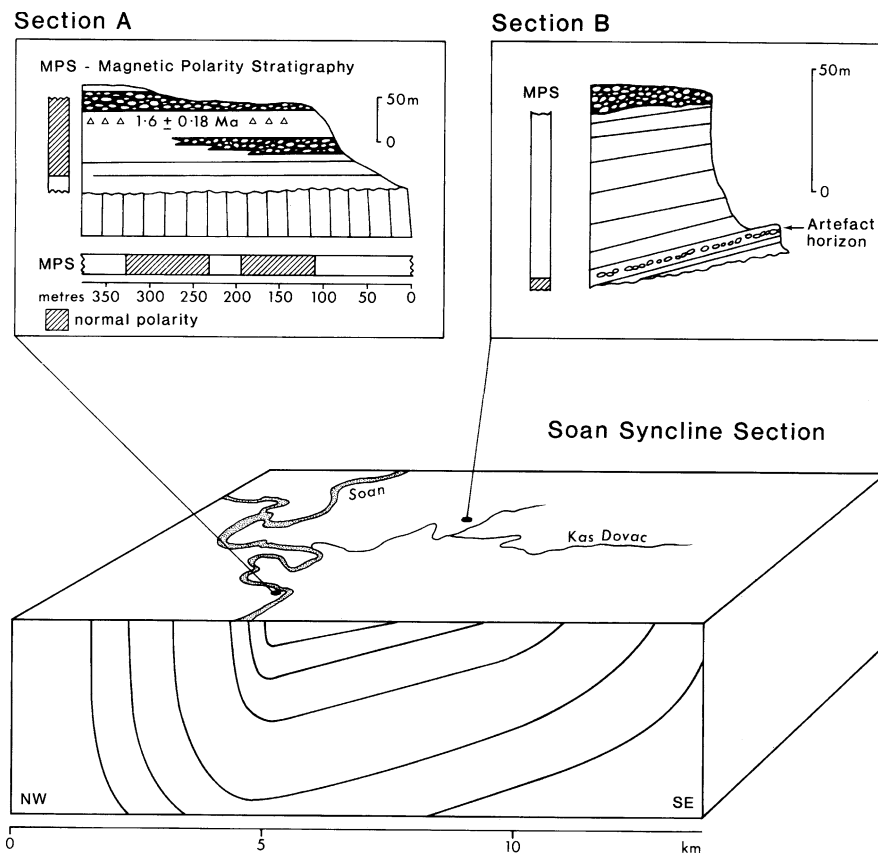 Section A
MPS - Magnetic Polarity Stratigraphy
50m
1·6 ± 0·18 Ma
0
MPS
metres 350 300 250 200 150 100 50 0
normal polarity
Section B
MPS
50m
0
Artefact
horizon
Soan Syncline Section
Soan
Kas Dovac
NW
SE
0 5 10 km